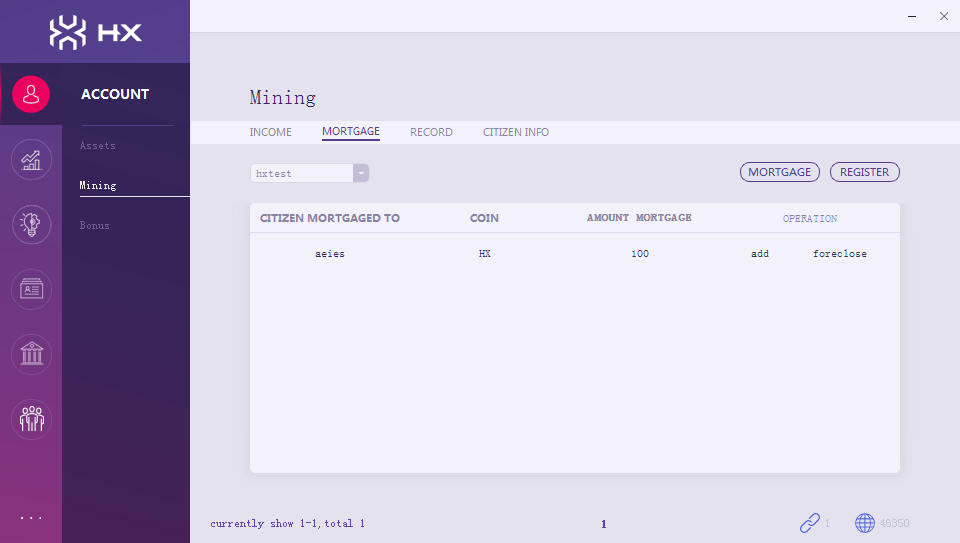 HX
ACCOUNT
Assets
Mining
Bonus
...
Mining
INCOME MORTGAGE RECORD CITIZEN INFO
hxtest MORTGAGE REGISTER
CITIZEN MORTGAGED TO COIN AMOUNT MORTGAGE OPERATION
aeies HX 100 add foreclose
currently show 1-1,total 1 1 1 46350